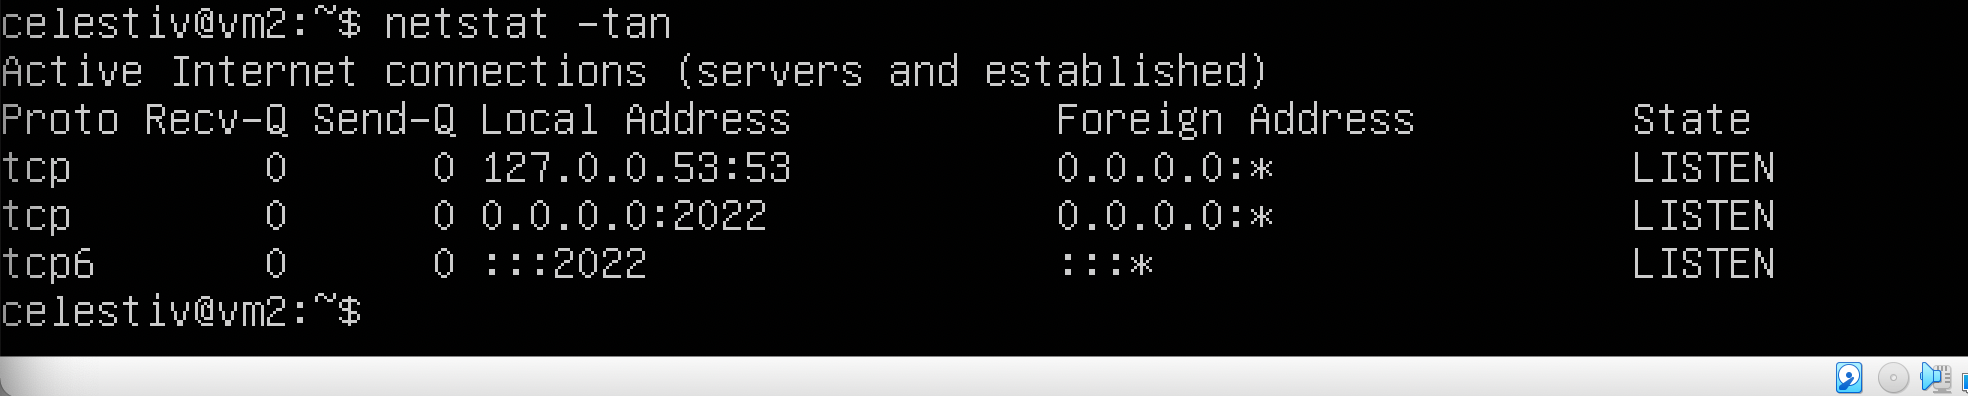 celestiv@vm2:~$ netstat -tan
Active Internet connections (servers and established)
Proto Recv-Q Send-Q Local Address           Foreign Address         State
tcp        0      0 127.0.0.53:53           0.0.0.0:*               LISTEN
tcp        0      0 0.0.0.0:2022            0.0.0.0:*               LISTEN
tcp6       0      0 :::2022                 :::*                    LISTEN
celestiv@vm2:~$